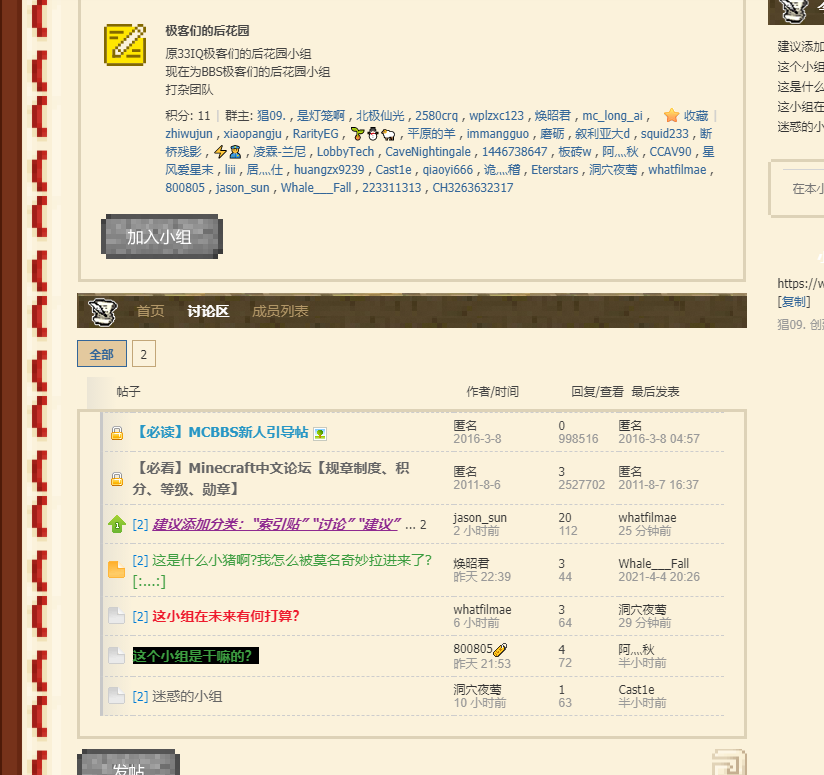 极客们的后花园
原33IQ极客们的后花园小组
现在为BBS极客们的后花园小组
打杂团队
积分: 11 | 群主: 猖09. , 是灯笼啊 , 北极仙光 , 2580crq , wplzxc123 , 焕昭君 , mc_long_ai , 收藏 |
zhiwujun , xiaopangju , RarityEG , , 平原的羊 , immangguo , 磨砺 , 叙利亚大d , squid233 , 断
桥残影 , , 凌霖-兰尼 , LobbyTech , CaveNightingale , 1446738647 , 板砖w , 阿灬秋 , CCAV90 , 星
风爱星末 , liii , 居灬仕 , huangzx9239 , Cast1e , qiaoyi666 , 诡灬稽 , Eterstars , 洞穴夜莺 , whatfilmae ,
800805 , jason_sun , Whale___Fall , 223311313 , CH3263632317
加入小组
首页 讨论区 成员列表
全部 2
帖子 作者/时间 回复/查看 最后发表
【必读】MCBBS新人引导帖 匿名 0 匿名
2016-3-8 998516 2016-3-8 04:57
【必看】Minecraft中文论坛【规章制度、积
分、等级、勋章】 匿名 3 匿名
2011-8-6 2527702 2011-8-7 16:37
[2] 建议添加分类："索引贴" "讨论" "建议" ... 2 jason_sun 20 whatfilmae
2 小时前 112 25 分钟前
[2] 这是什么小猪啊?我怎么被莫名奇妙拉进来了?
[:...:] 焕昭君 3 Whale___Fall
昨天 22:39 44 2021-4-4 20:26
[2] 这小组在未来有何打算? whatfilmae 3 洞穴夜莺
6 小时前 64 29 分钟前
这个小组是干嘛的? 800805 4 阿灬秋
昨天 21:53 72 半小时前
[2] 迷惑的小组 洞穴夜莺 1 Cast1e
10 小时前 63 半小时前
发帖
建议添加
这个小组
这是什么
这小组在
迷惑的小
在本小
https://w
[复制]
猖09. 创